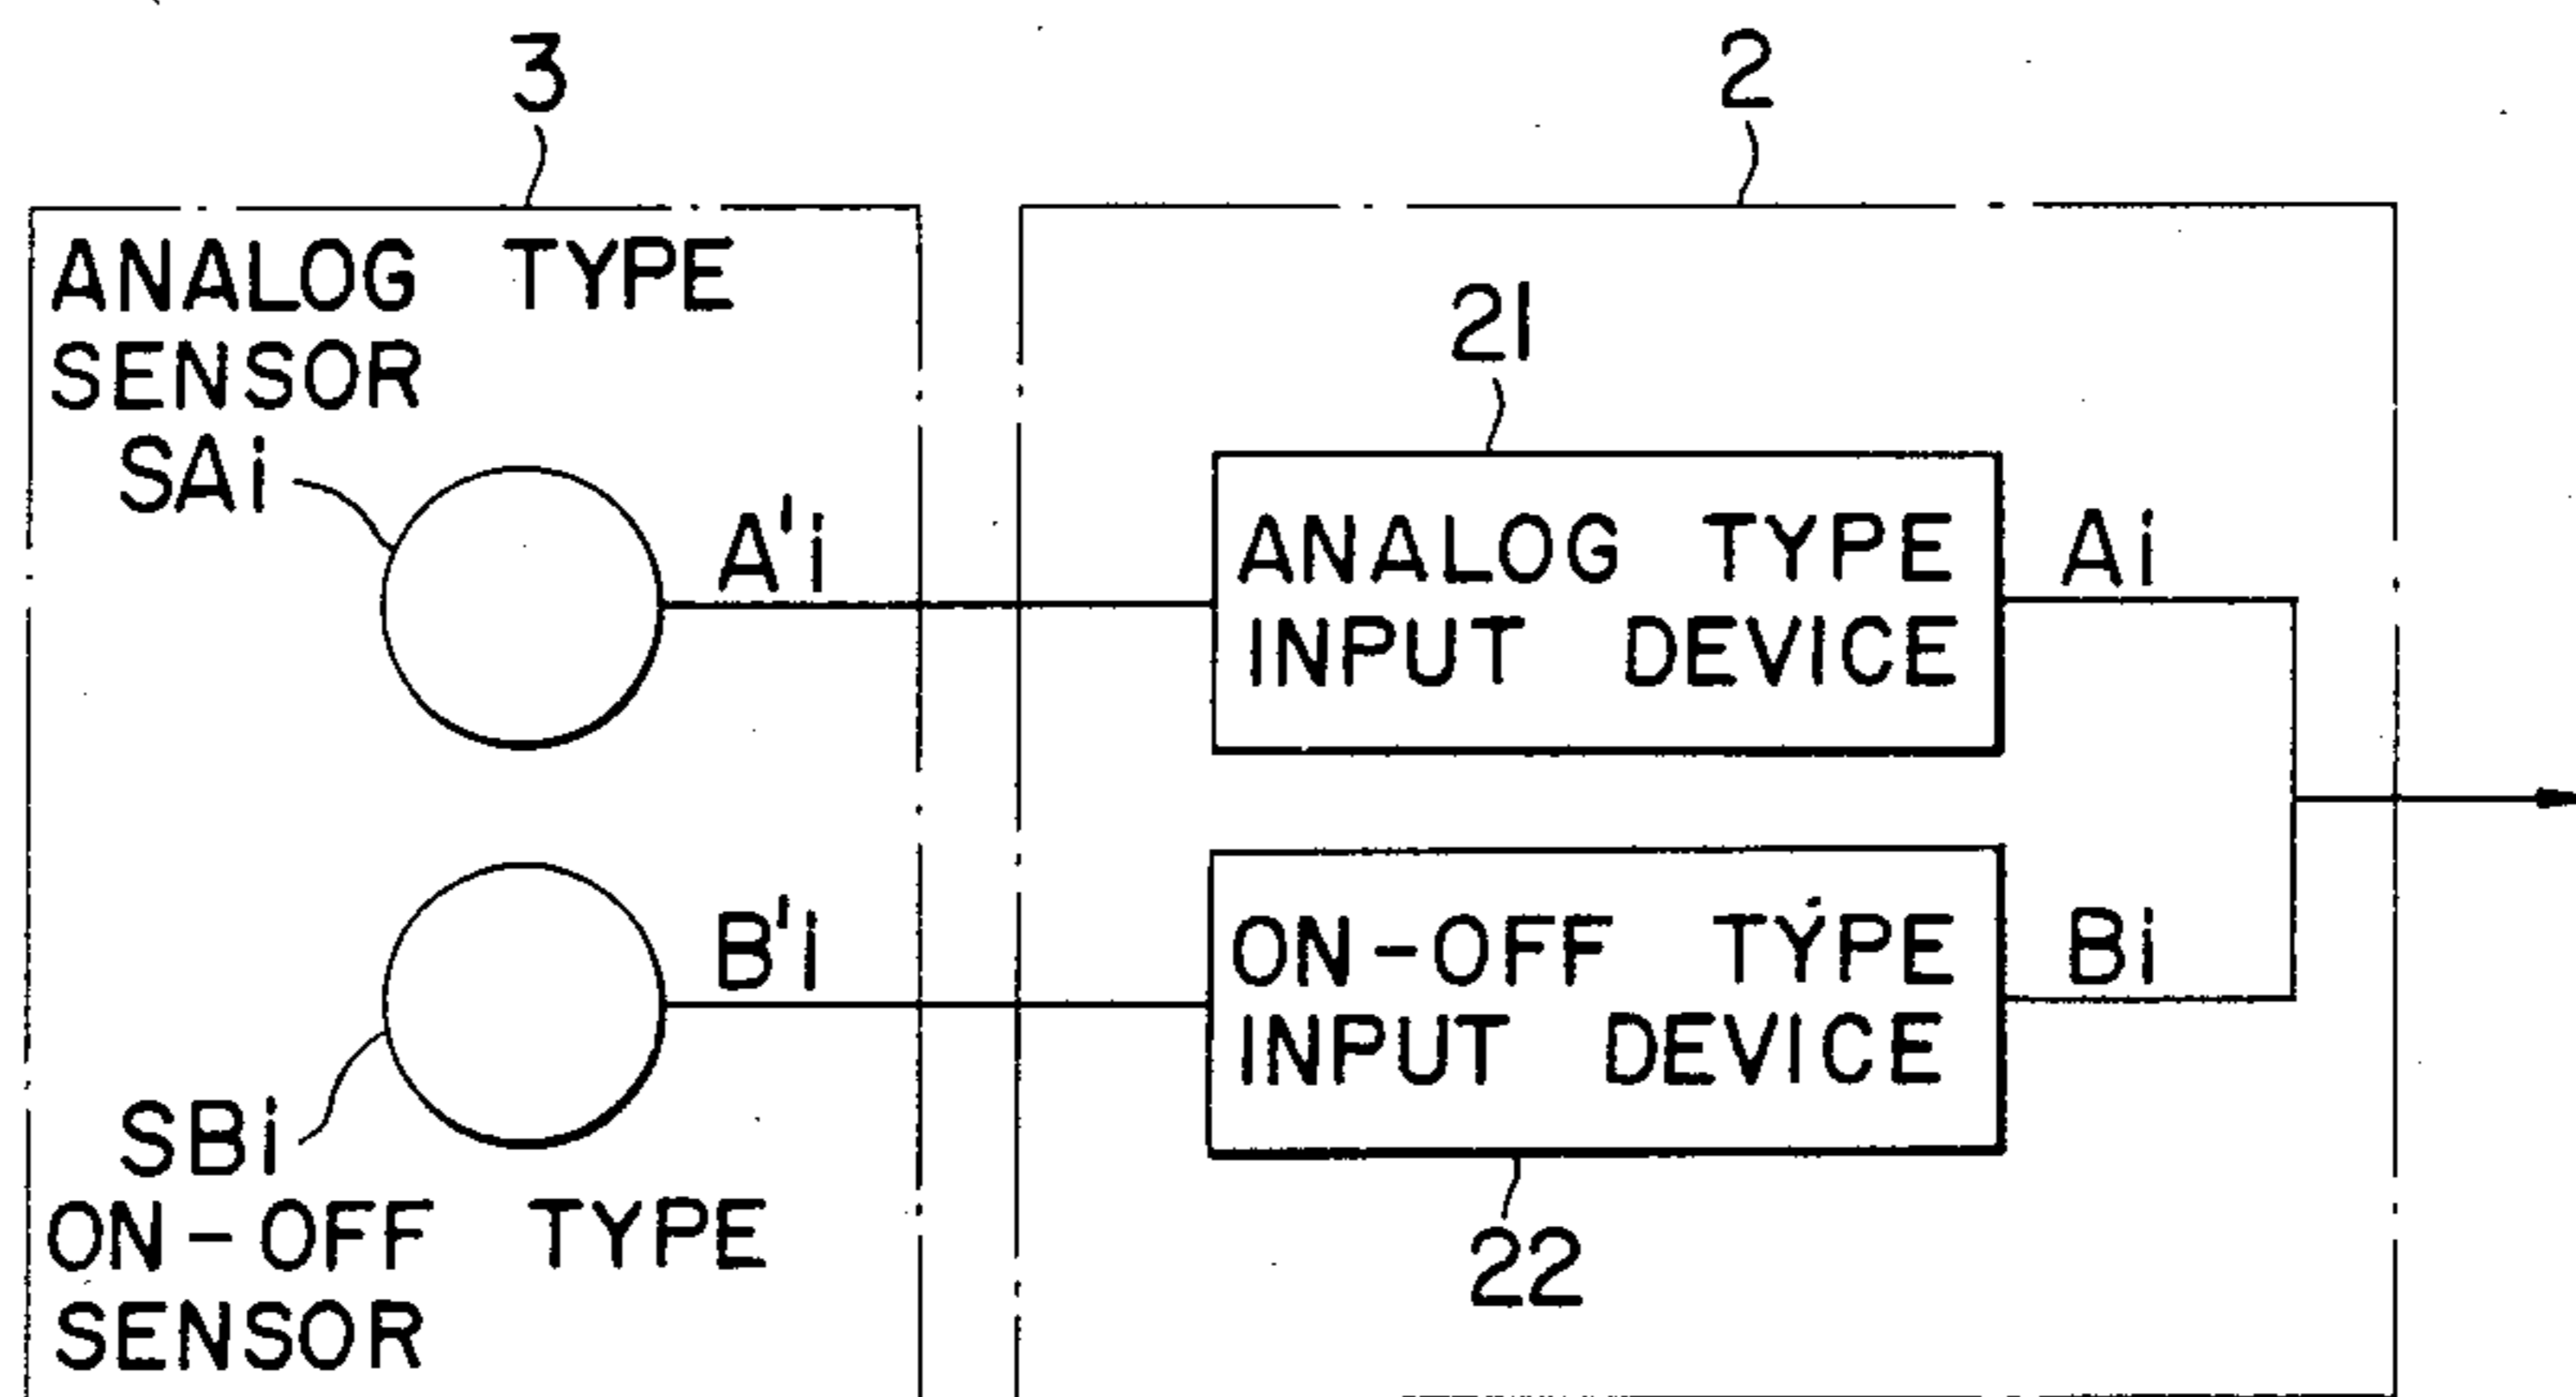 3
2
ANALOG TYPE
SENSOR
SAi
A'i
21
ANALOG TYPE
INPUT DEVICE
Ai
B'i
ON-OFF TYPE
INPUT DEVICE
Bi
SBi
ON-OFF TYPE
SENSOR
22